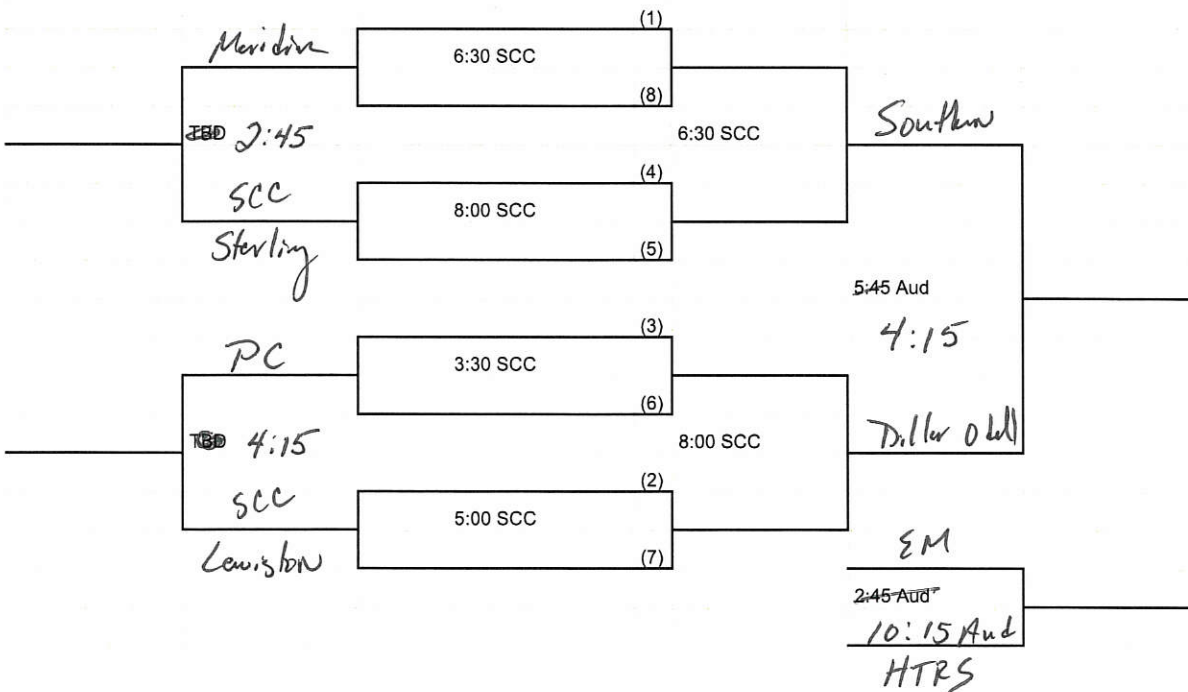 (1)
Meridian
6:30 SCC
(8)
TBD 2:45
6:30 SCC
Southern
(4)
SCC
8:00 SCC
Sterling
(5)
5:45 Aud
4:15
(3)
PC
3:30 SCC
(6)
TBD 4:15
8:00 SCC
Diller Odell
(2)
SCC
5:00 SCC
Lewiston
(7)
EM
2:45 Aud
10:15 Aud
HTRS